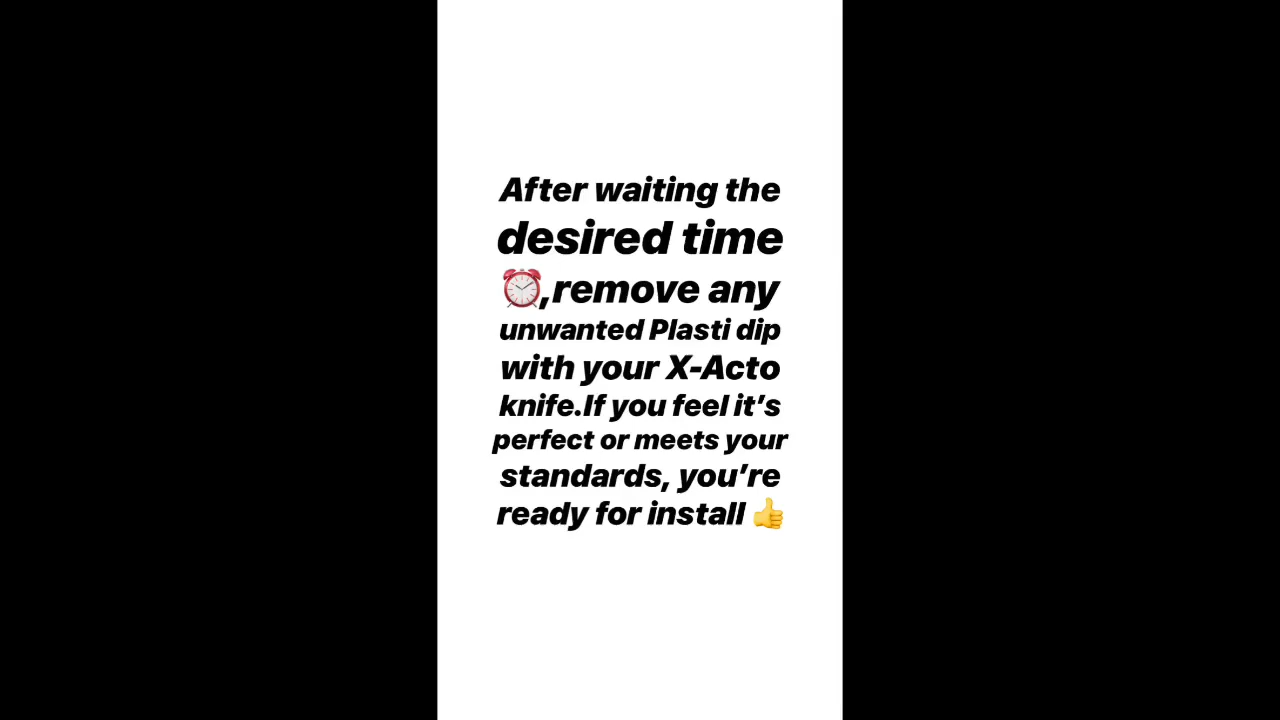 After waiting the
desired time
⏰,remove any
unwanted Plasti dip
with your X-Acto
knife.If you feel it’s
perfect or meets your
standards, you’re
ready for install 👍